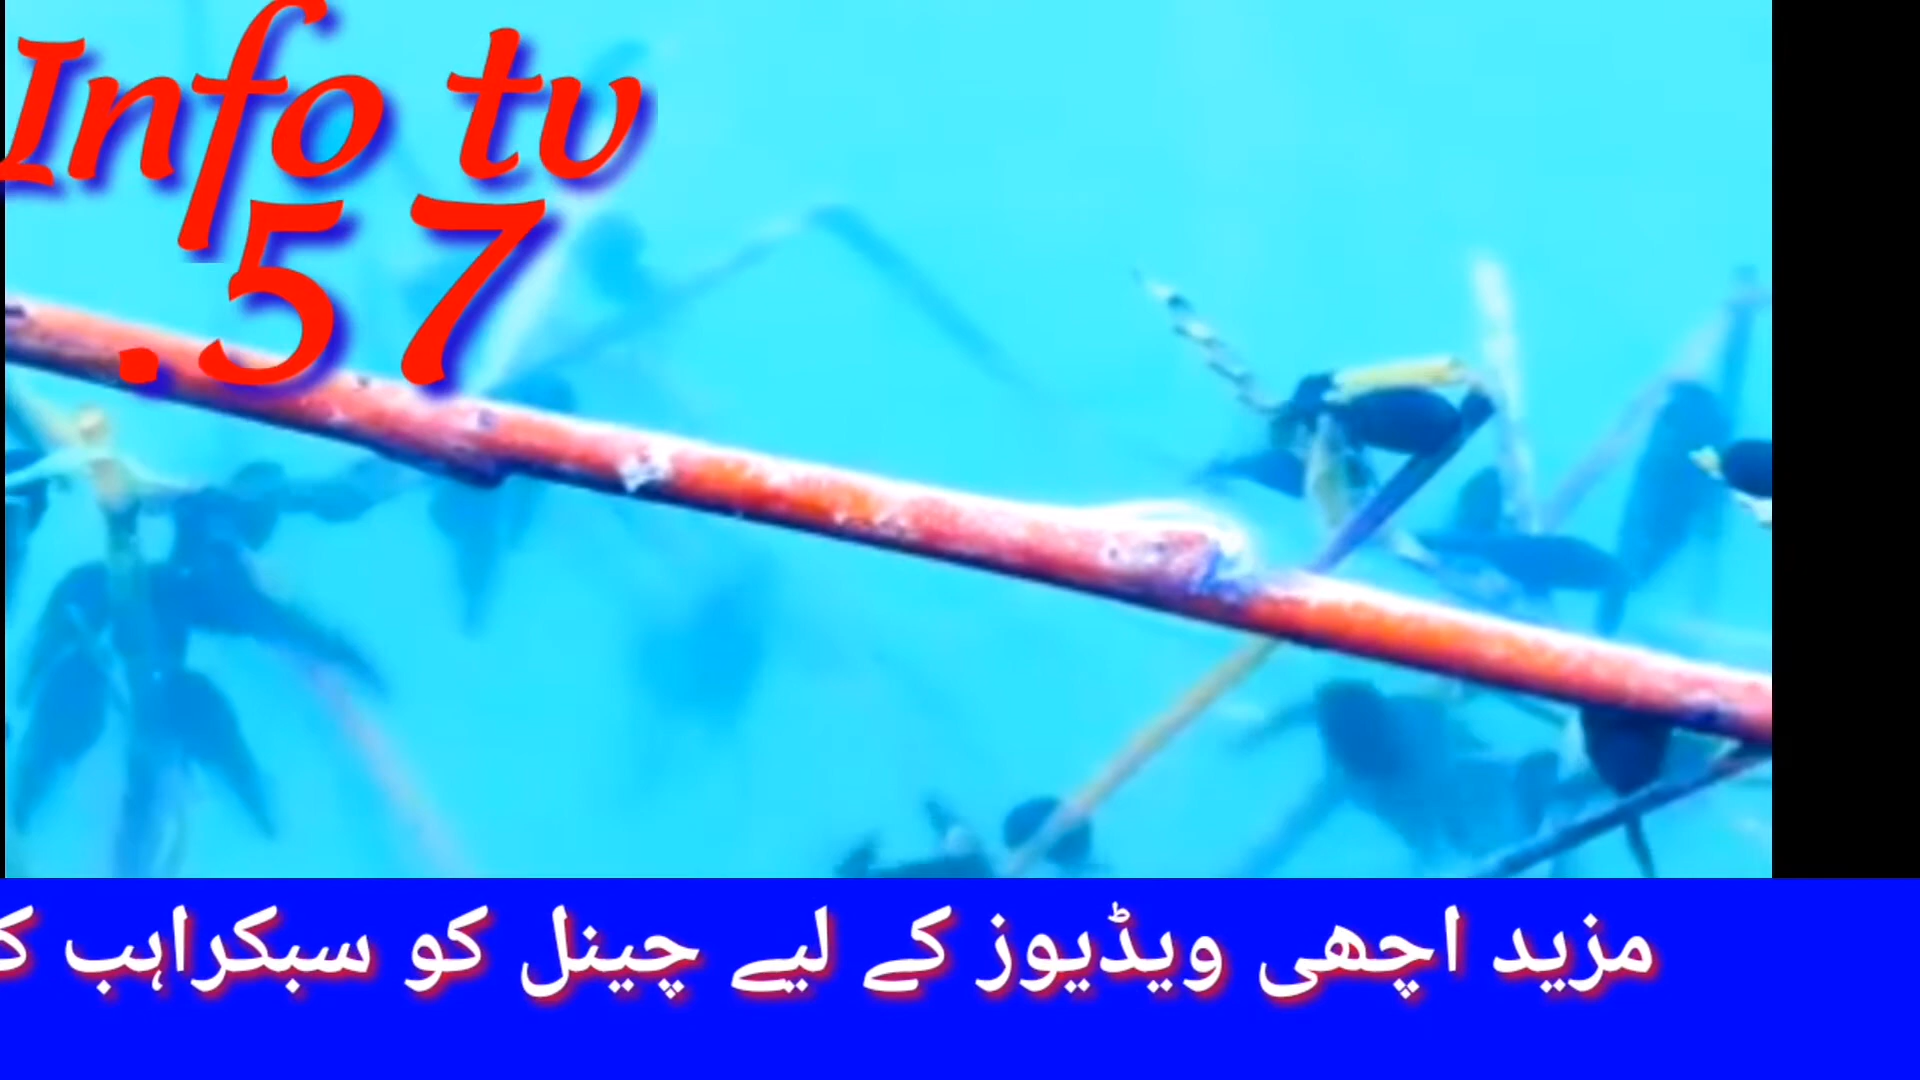 Info tv
.57
مزید اچھی ویڈیوز کے لیے چینل کو سبکراہب